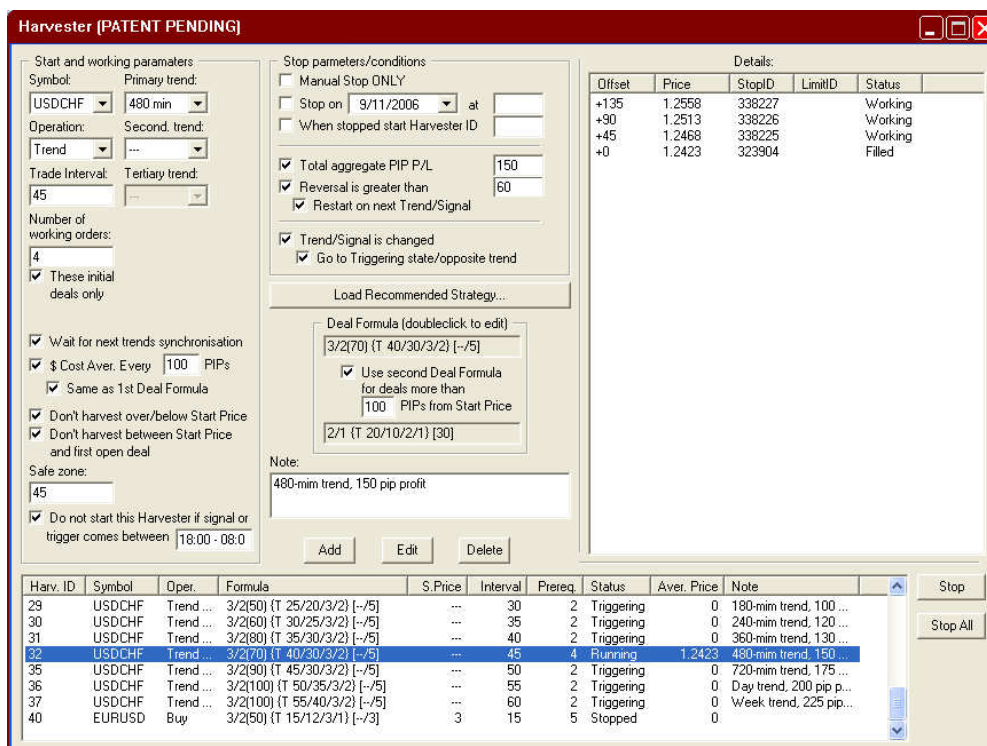 Harvester (PATENT PENDING)
Start and working paramaters
Symbol: Primary trend:
USDCHF 480 min
Operation: Second. trend:
Trend ---
Trade Interval: Tertiary trend:
45 ---
Number of
working orders:
4
These initial
deals only
Wait for next trends synchronisation
$ Cost Aver. Every 100 PIPs
Same as 1st Deal Formula
Don't harvest over/below Start Price
Don't harvest between Start Price
and first open deal
Safe zone:
45
Do not start this Harvester if signal or
trigger comes between 18:00 - 08:0
Stop parmeters/conditions
Manual Stop ONLY
Stop on 9/11/2006 at
When stopped start Harvester ID
Total aggregate PIP P/L 150
Reversal is greater than 60
Restart on next Trend/Signal
Trend/Signal is changed
Go to Triggering state/opposite trend
Load Recommended Strategy...
Deal Formula (doubleclick to edit)
3/2(70) {T 40/30/3/2} [--/5]
Use second Deal Formula
for deals more than
100 PIPs from Start Price
2/1 {T 20/10/2/1} [30]
Note:
480-mim trend, 150 pip profit
Add Edit Delete
Details:
Offset Price StopID LimitID Status
+135 1.2558 338227 Working
+90 1.2513 338226 Working
+45 1.2468 338225 Working
+0 1.2423 323904 Filled
Harv. ID Symbol Oper. Formula S.Price Interval Prereq. Status Aver. Price Note
29 USDCHF Trend ... 3/2(50) {T 25/20/3/2} [--/5] --- 30 2 Triggering 0 180-mim trend, 100 ...
30 USDCHF Trend ... 3/2(60) {T 30/25/3/2} [--/5] --- 35 2 Triggering 0 240-mim trend, 120 ...
31 USDCHF Trend ... 3/2(80) {T 35/30/3/2} [--/5] --- 40 2 Triggering 0 360-mim trend, 130 ...
32 USDCHF Trend ... 3/2(70) {T 40/30/3/2} [--/5] --- 45 4 Running 1.2423 480-mim trend, 150 ...
35 USDCHF Trend ... 3/2(90) {T 45/30/3/2} [--/5] --- 50 2 Triggering 0 720-mim trend, 175 ...
36 USDCHF Trend ... 3/2(100) {T 50/35/3/2} [--/5] --- 55 2 Triggering 0 Day trend, 200 pip p...
37 USDCHF Trend ... 3/2(100) {T 55/40/3/2} [--/5] --- 60 2 Triggering 0 Week trend, 225 pip...
40 EURUSD Buy 3/2(50) {T 15/12/3/1} [--/3] 3 15 5 Stopped 0
Stop
Stop All